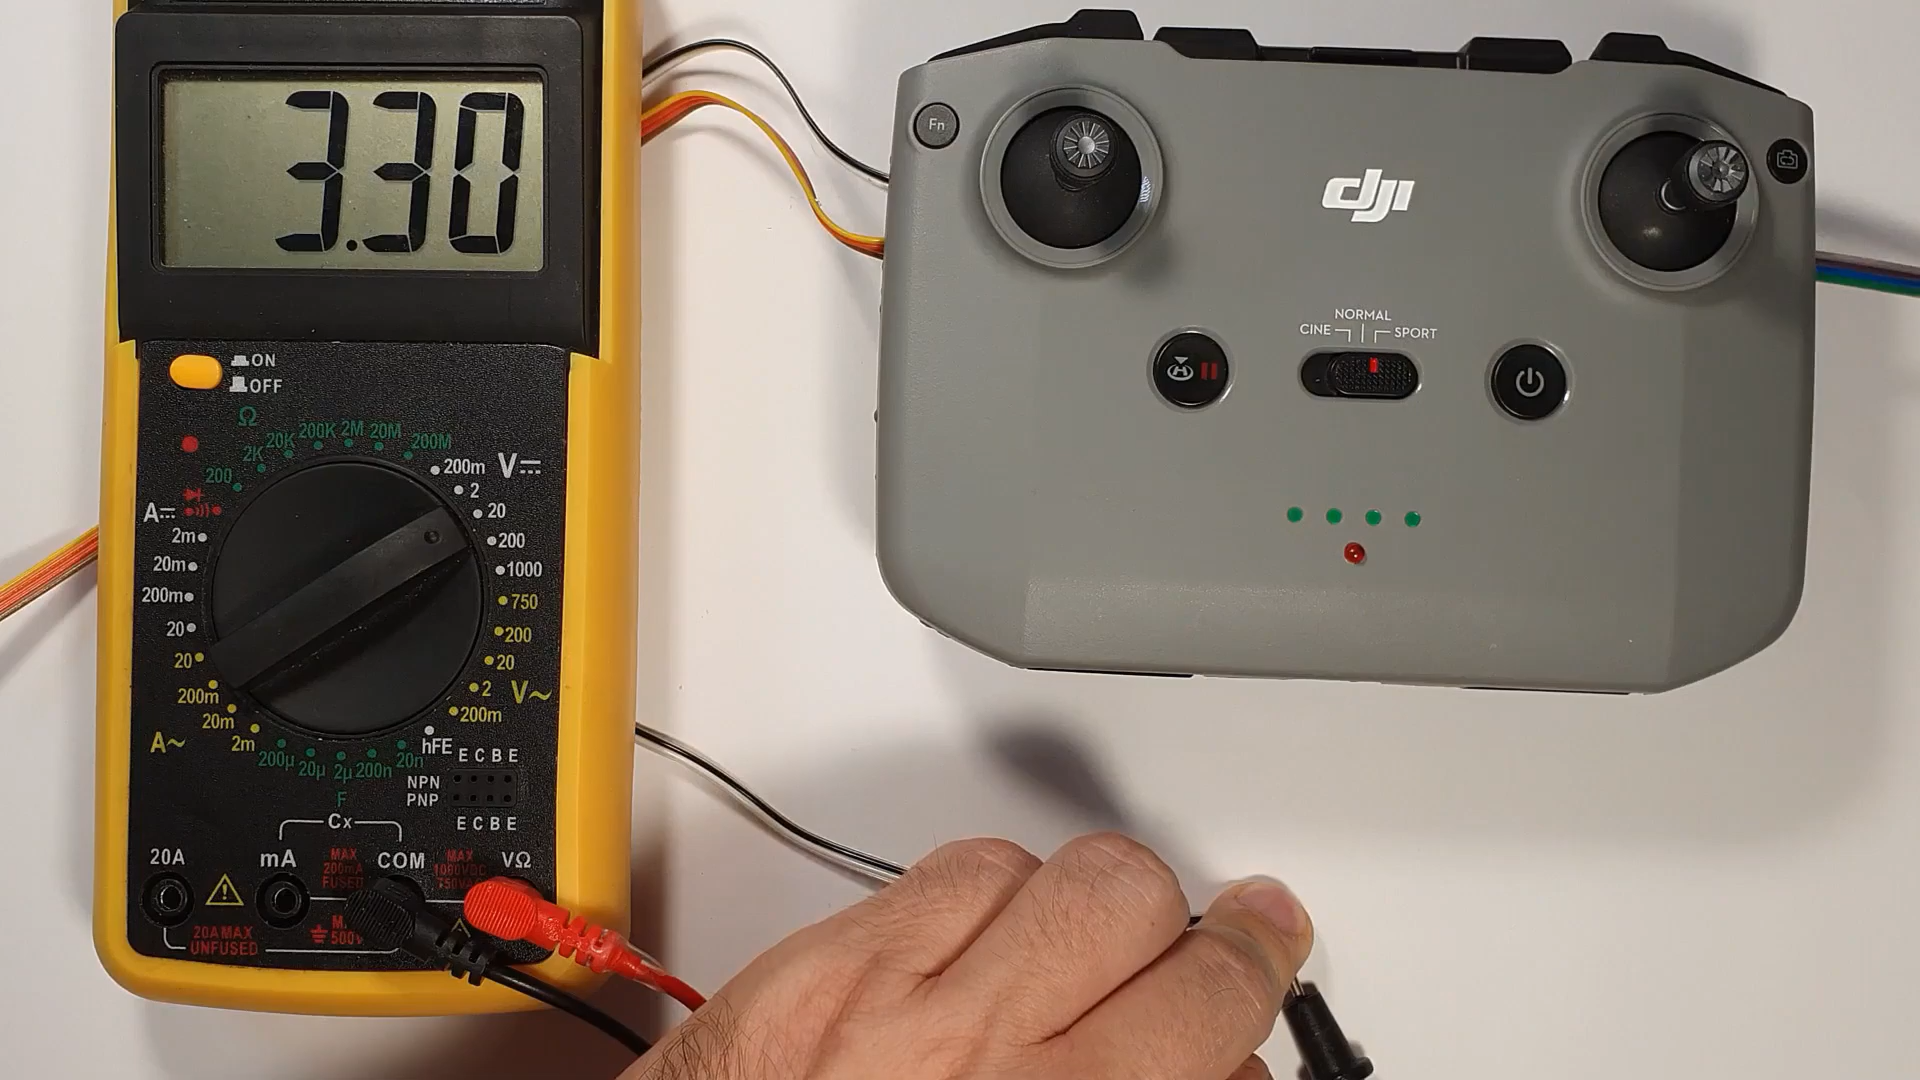 3.30
ON
OFF
Ω
200
2K
20K
200K
2M
20M
200M
V
200m
2
20
200
1000
750
200
20
2
200m
V~
hFE
A
2m
20m
200m
20
20
200m
20m
2m
A~
200µ
20µ
2µ
200n
20n
F
Cx
E C B E
NPN
PNP
E C B E
20A
mA
COM
VΩ
MAX
200mA
FUSED
MAX
20A MAX
UNFUSED
500V
Fn
dji
NORMAL
CINE
SPORT
H